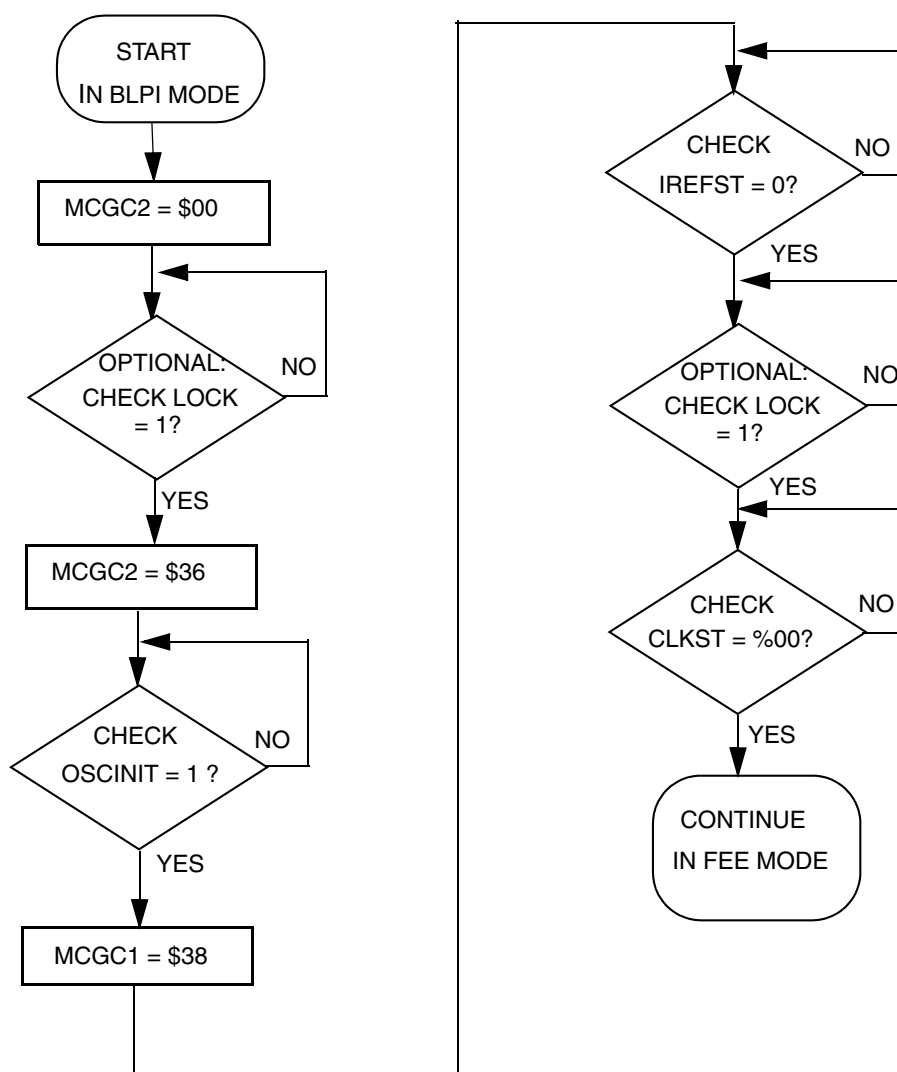 START
IN BLPI MODE
MCGC2 = $00
OPTIONAL:
CHECK LOCK
= 1?
NO
YES
MCGC2 = $36
CHECK
OSCINIT = 1 ?
NO
YES
MCGC1 = $38
CHECK
IREFST = 0?
NO
YES
OPTIONAL:
CHECK LOCK
= 1?
NO
YES
CHECK
CLKST = %00?
NO
YES
CONTINUE
IN FEE MODE